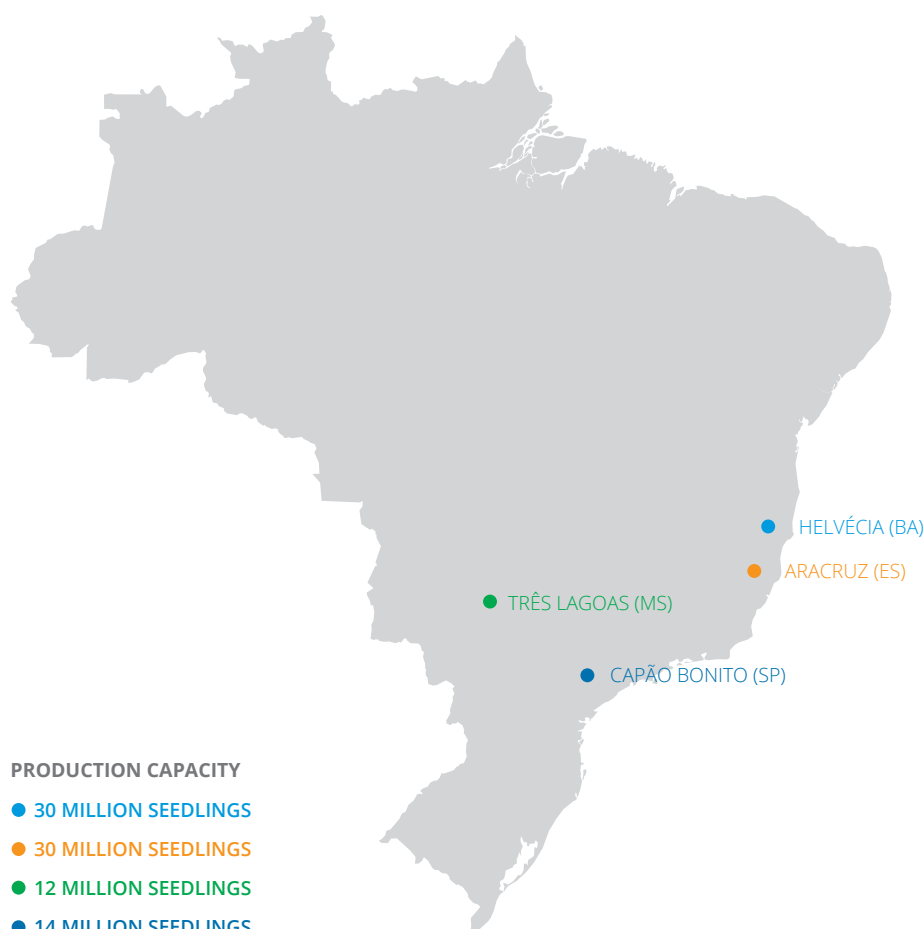 HELVÉCIA (BA)
ARACRUZ (ES)
TRÊS LAGOAS (MS)
CAPÃO BONITO (SP)
PRODUCTION CAPACITY
30 MILLION SEEDLINGS
30 MILLION SEEDLINGS
12 MILLION SEEDLINGS
14 MILLION SEEDLINGS